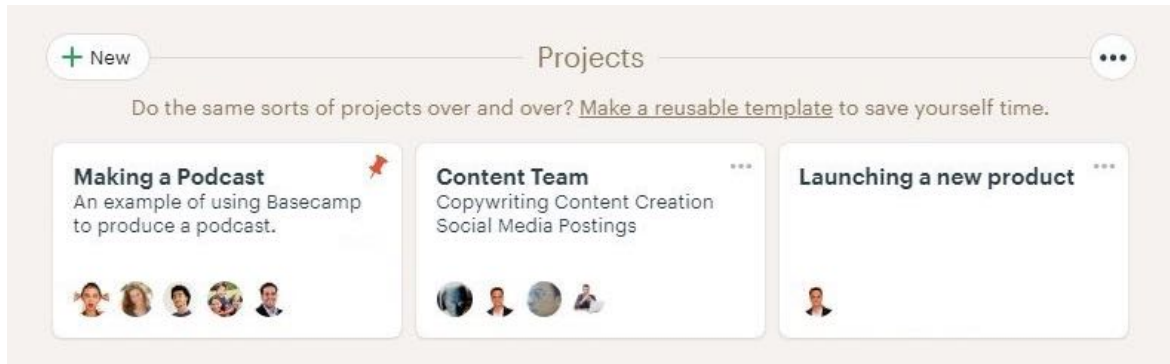 + New
Projects
Do the same sorts of projects over and over? Make a reusable template to save yourself time.
Making a Podcast
An example of using Basecamp
to produce a podcast.
Content Team
Copywriting Content Creation
Social Media Postings
Launching a new product